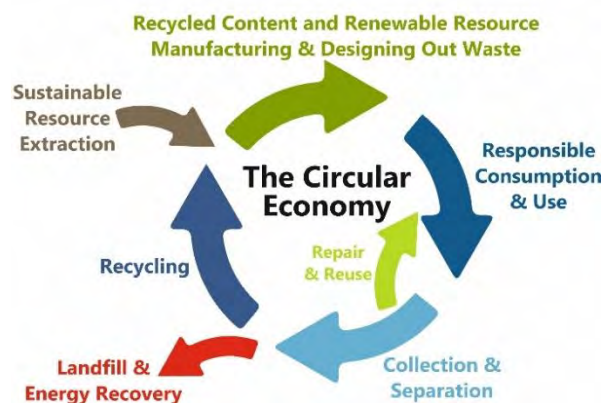 Recycled Content and Renewable Resource
Manufacturing & Designing Out Waste
Sustainable
Resource
Extraction
The Circular
Economy
Responsible
Consumption
& Use
Repair
& Reuse
Recycling
Landfill &
Energy Recovery
Collection &
Separation